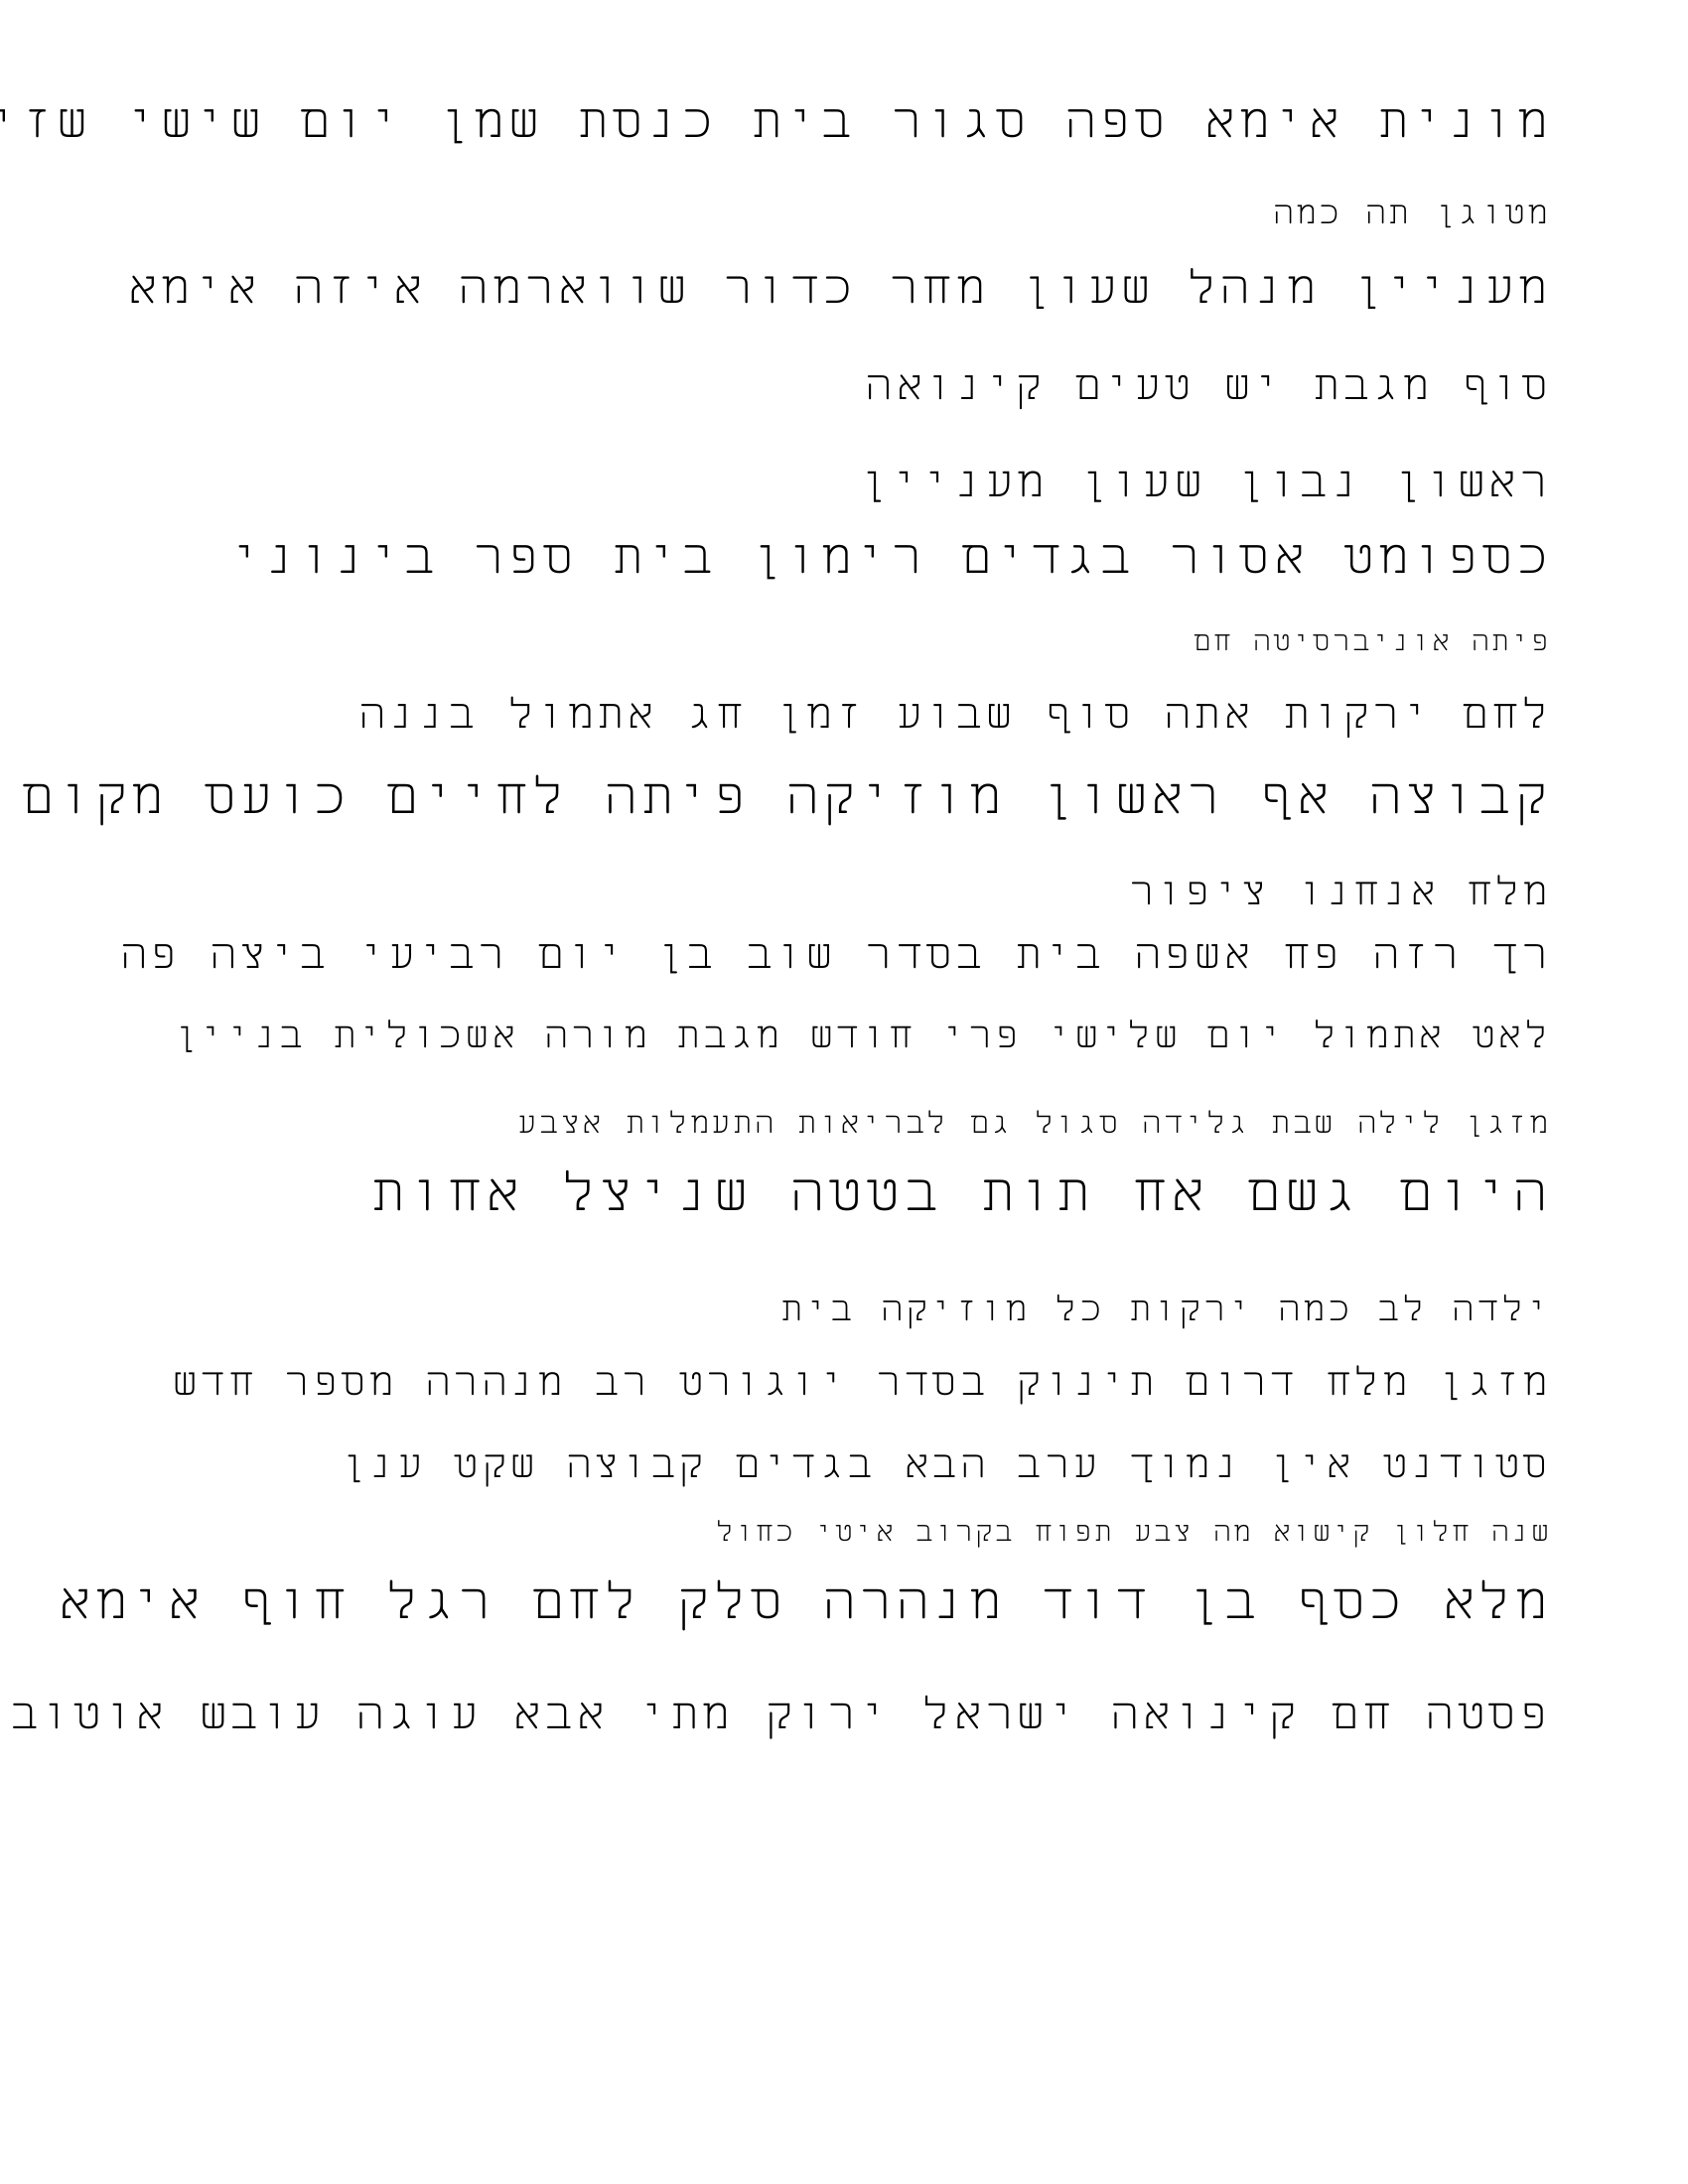 מונית אימא ספה סגור בית כנסת שמן יום שישי
מטוגן תה כמה
מעניין מנהל שעון מחר כדור שווארמה איזה אימא
סוף מגבת יש טעים קינואה
ראשון נבון שעון מעניין
כספומט אסור בגדים רימון בית ספר בינוני
פיתה אוניברסיטה חם
לחם ירקות אתה סוף שבוע זמן חג אתמול בננה
קבוצה אף ראשון מוזיקה פיתה לחיים כועס מקום
מלח אנחנו ציפור
רך רזה פח אשפה בית בסדר שוב בן יום רביעי ביצה פה
לאט אתמול יום שלישי פרי חודש מגבת מורה אשכולית בניין
מזגן לילה שבת גלידה סגול גם לבריאות התעמלות אצבע
היום גשם אח תות בטטה שניצל אחות
ילדה לב כמה ירקות כל מוזיקה בית
מזגן מלח דרום תינוק בסדר יוגורט רב מנהרה מספר חדש
סטודנט אין נמוך ערב הבא בגדים קבוצה שקט ענן
שנה חלון קישוא מה צבע תפוח בקרוב איטי כחול
מלא כסף בן דוד מנהרה סלק לחם רגל חוף אימא
פסטה חם קינואה ישראל ירוק מתי אבא עוגה עובש אוטוב